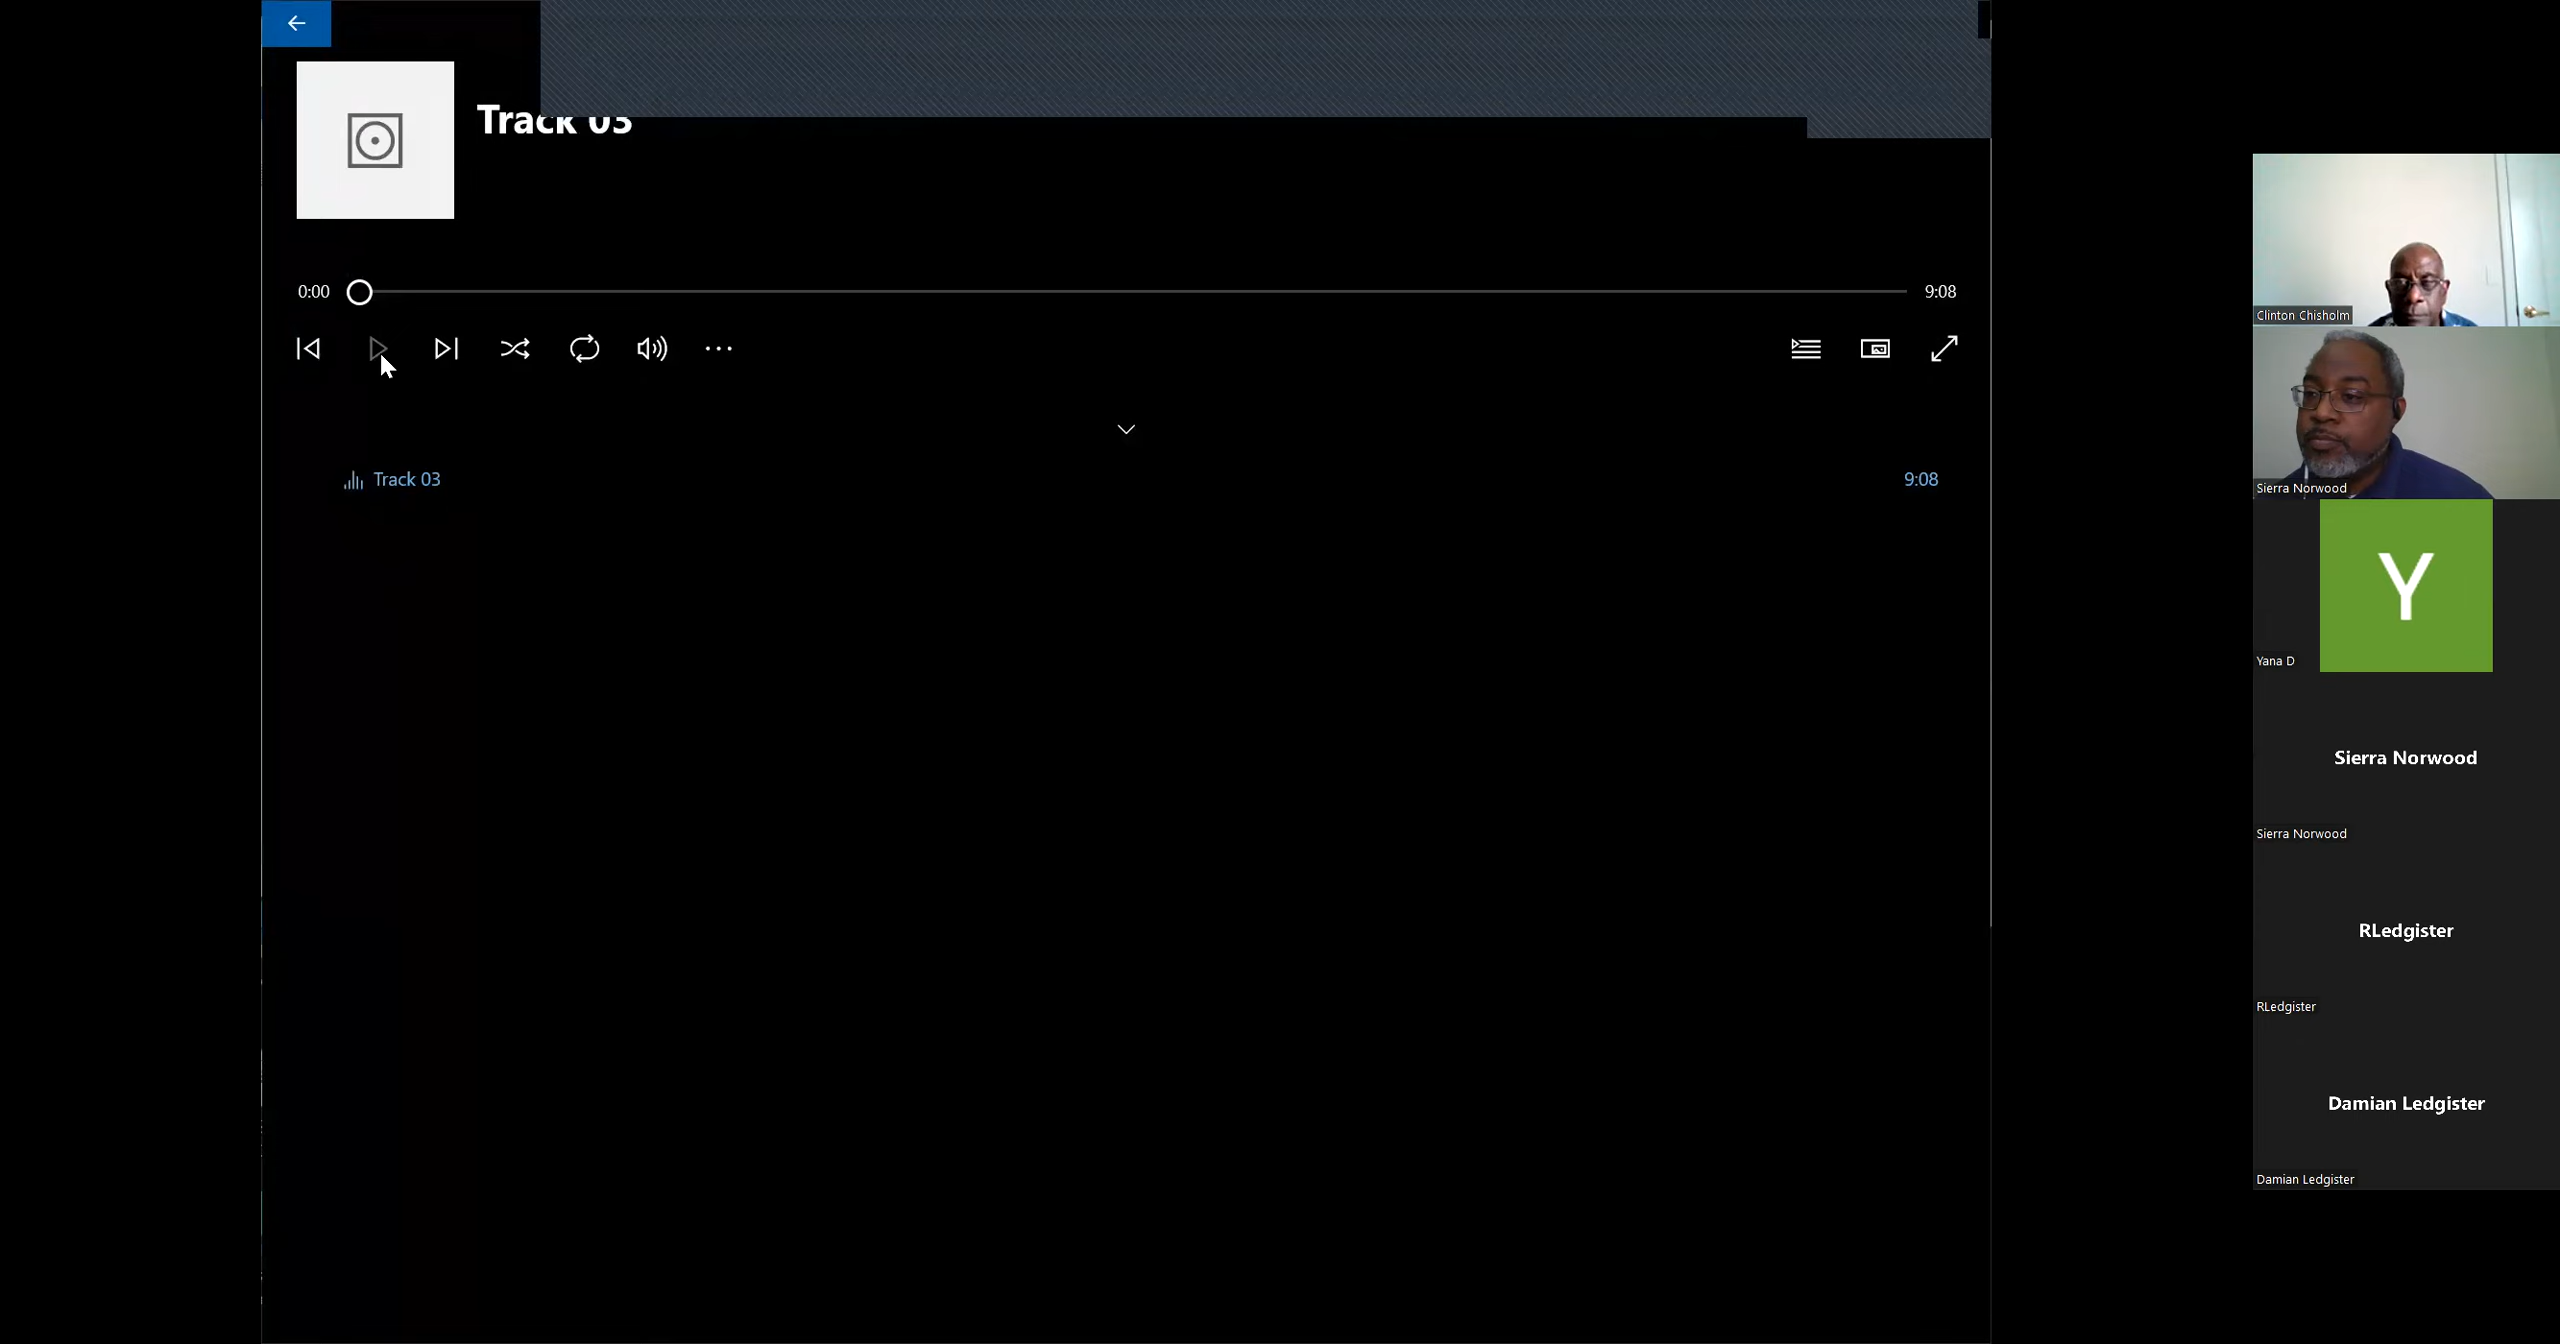 Track 03
0:00
9:08
Track 03
9:08
Clinton Chisholm
Sierra Norwood
Y
Yana D
Sierra Norwood
Sierra Norwood
RLedgister
RLedgister
Damian Ledgister
Damian Ledgister